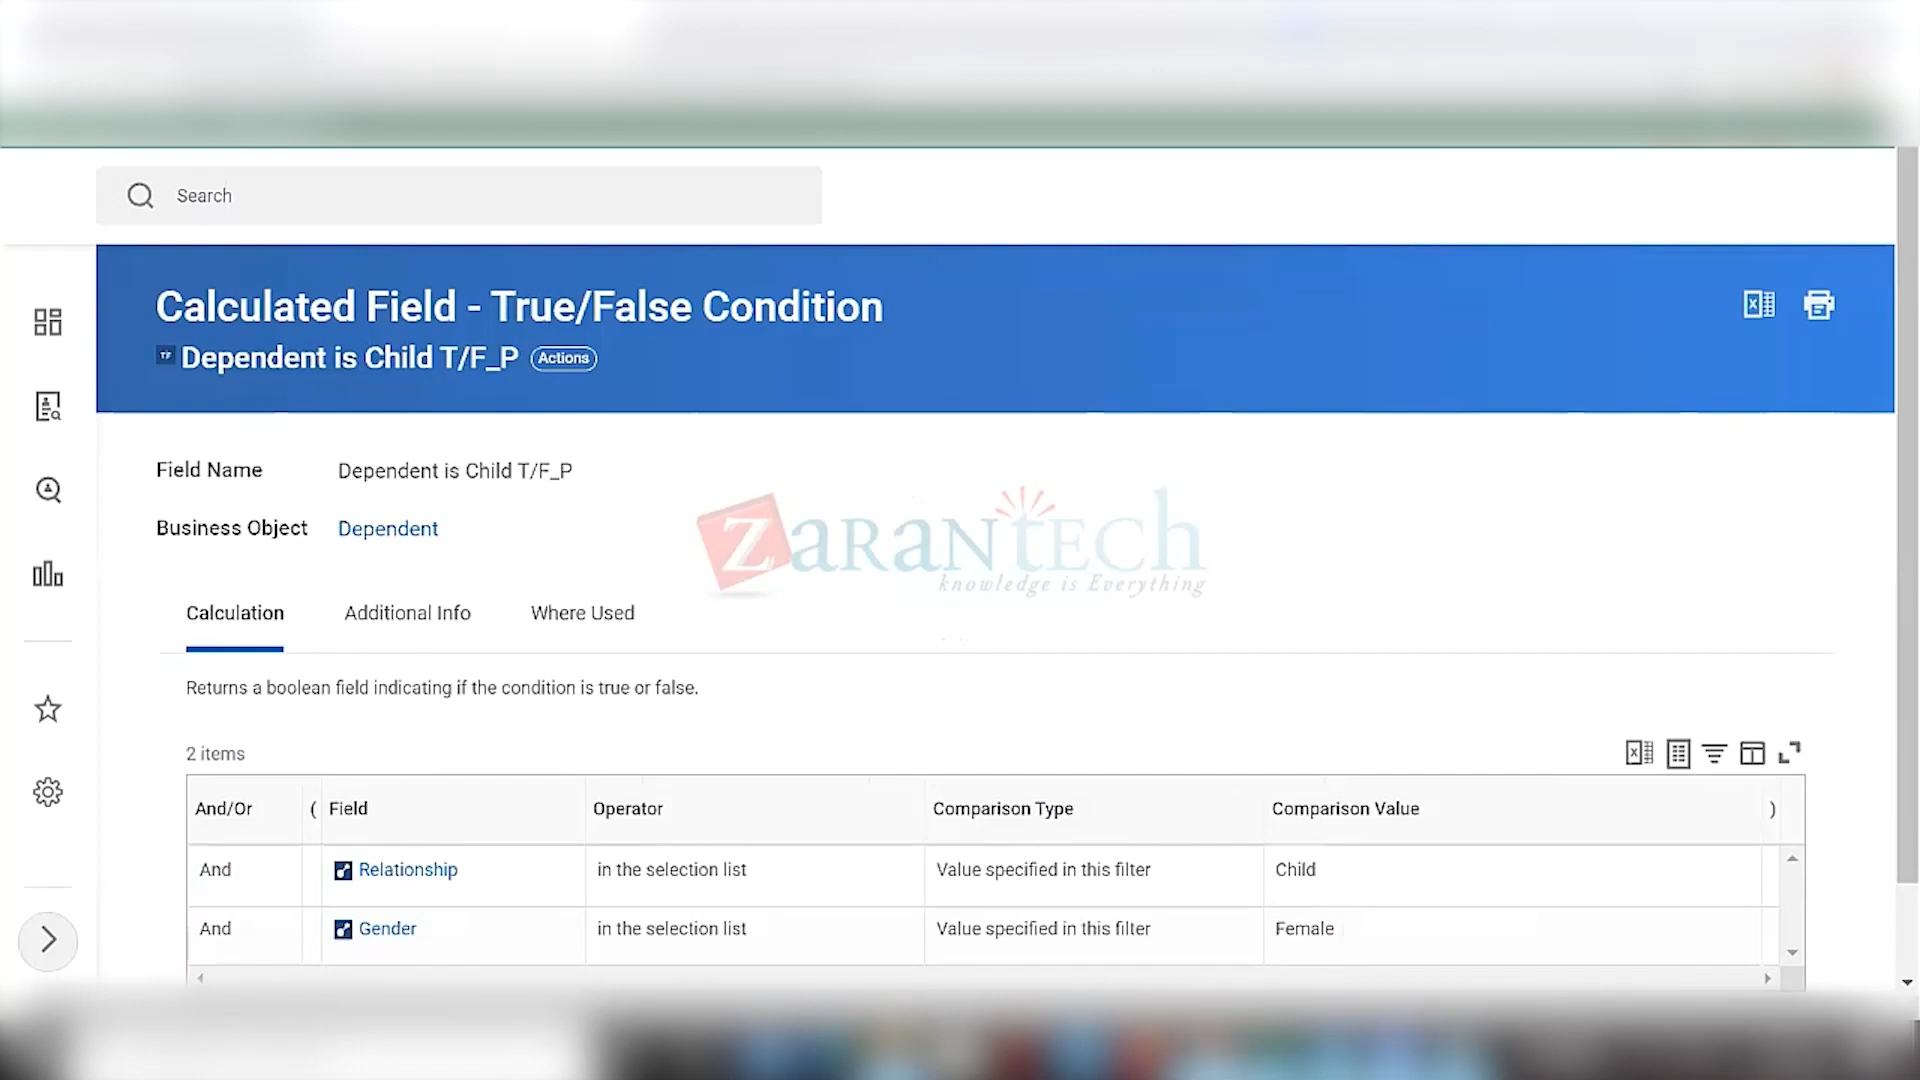 Search
Calculated Field - True/False Condition
TF Dependent is Child T/F_P Actions
Field Name Dependent is Child T/F_P
Business Object Dependent
ZaranTech
knowledge is Everything
Calculation Additional Info Where Used
Returns a boolean field indicating if the condition is true or false.
2 items
And/Or ( Field Operator Comparison Type Comparison Value )
And Relationship in the selection list Value specified in this filter Child
And Gender in the selection list Value specified in this filter Female